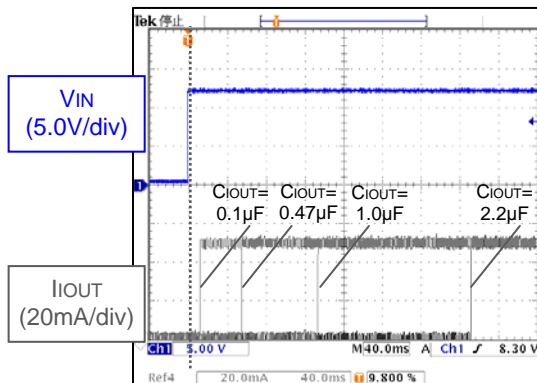 Tek 停止
VIN
(5.0V/div)
1
CIOUT=
0.1µF
CIOUT=
0.47µF
CIOUT=
1.0µF
CIOUT=
2.2µF
IIOUT
(20mA/div)
Ch1 5.00 V M 40.0ms A Ch1 8.30 V
Ref4 20.0mA 40.0ms T 9.800 %